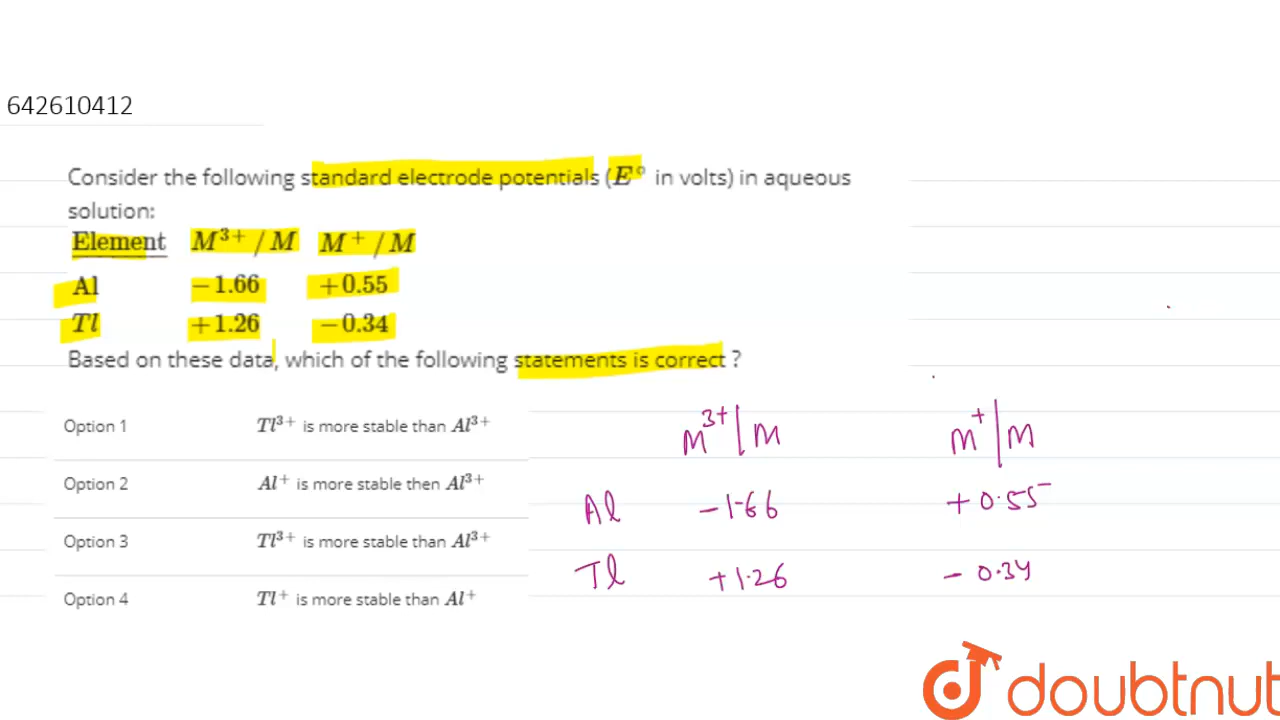 642610412
Consider the following standard electrode potentials (E° in volts) in aqueous
solution:
Element M³⁺/M M⁺/M
Al −1.66 +0.55
Tl +1.26 −0.34
Based on these data, which of the following statements is correct ?
Option 1 Tl³⁺ is more stable than Al³⁺
Option 2 Al⁺ is more stable then Al³⁺
Option 3 Tl³⁺ is more stable than Al³⁺
Option 4 Tl⁺ is more stable than Al⁺
M³⁺|M M⁺|M
Al −1.66 +0.55
Tl +1.26 −0.34
doubtnut